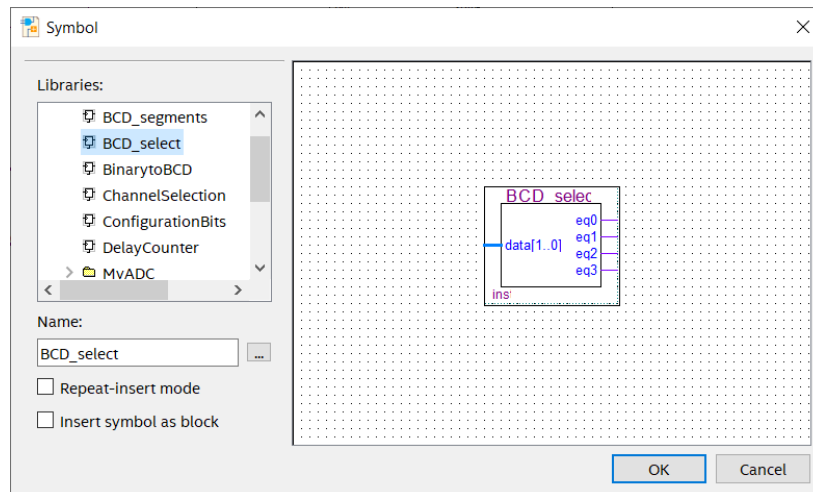 Symbol
Libraries:
BCD_segments
BCD_select
BinarytoBCD
ChannelSelection
ConfigurationBits
DelayCounter
MyADC
Name:
BCD_select
...
Repeat-insert mode
Insert symbol as block
BCD_selec
data[1..0]
eq0
eq1
eq2
eq3
ins
OK
Cancel